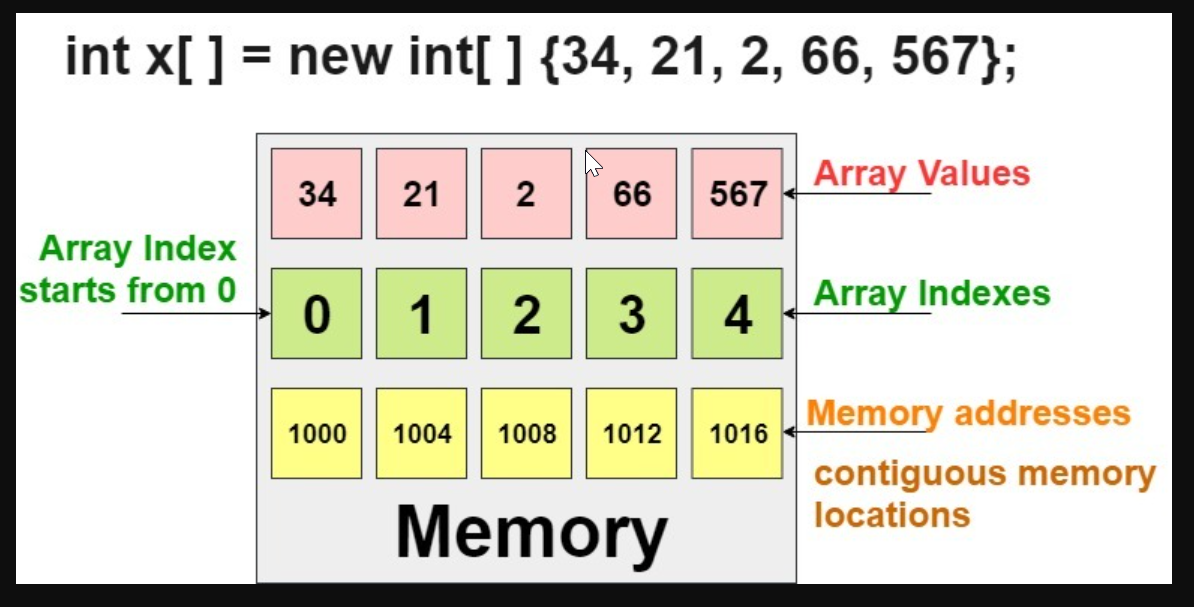 int x[ ] = new int[ ] {34, 21, 2, 66, 567};
34 21 2 66 567
Array Values
Array Index
starts from 0
0 1 2 3 4
Array Indexes
1000 1004 1008 1012 1016
Memory addresses
contiguous memory
locations
Memory